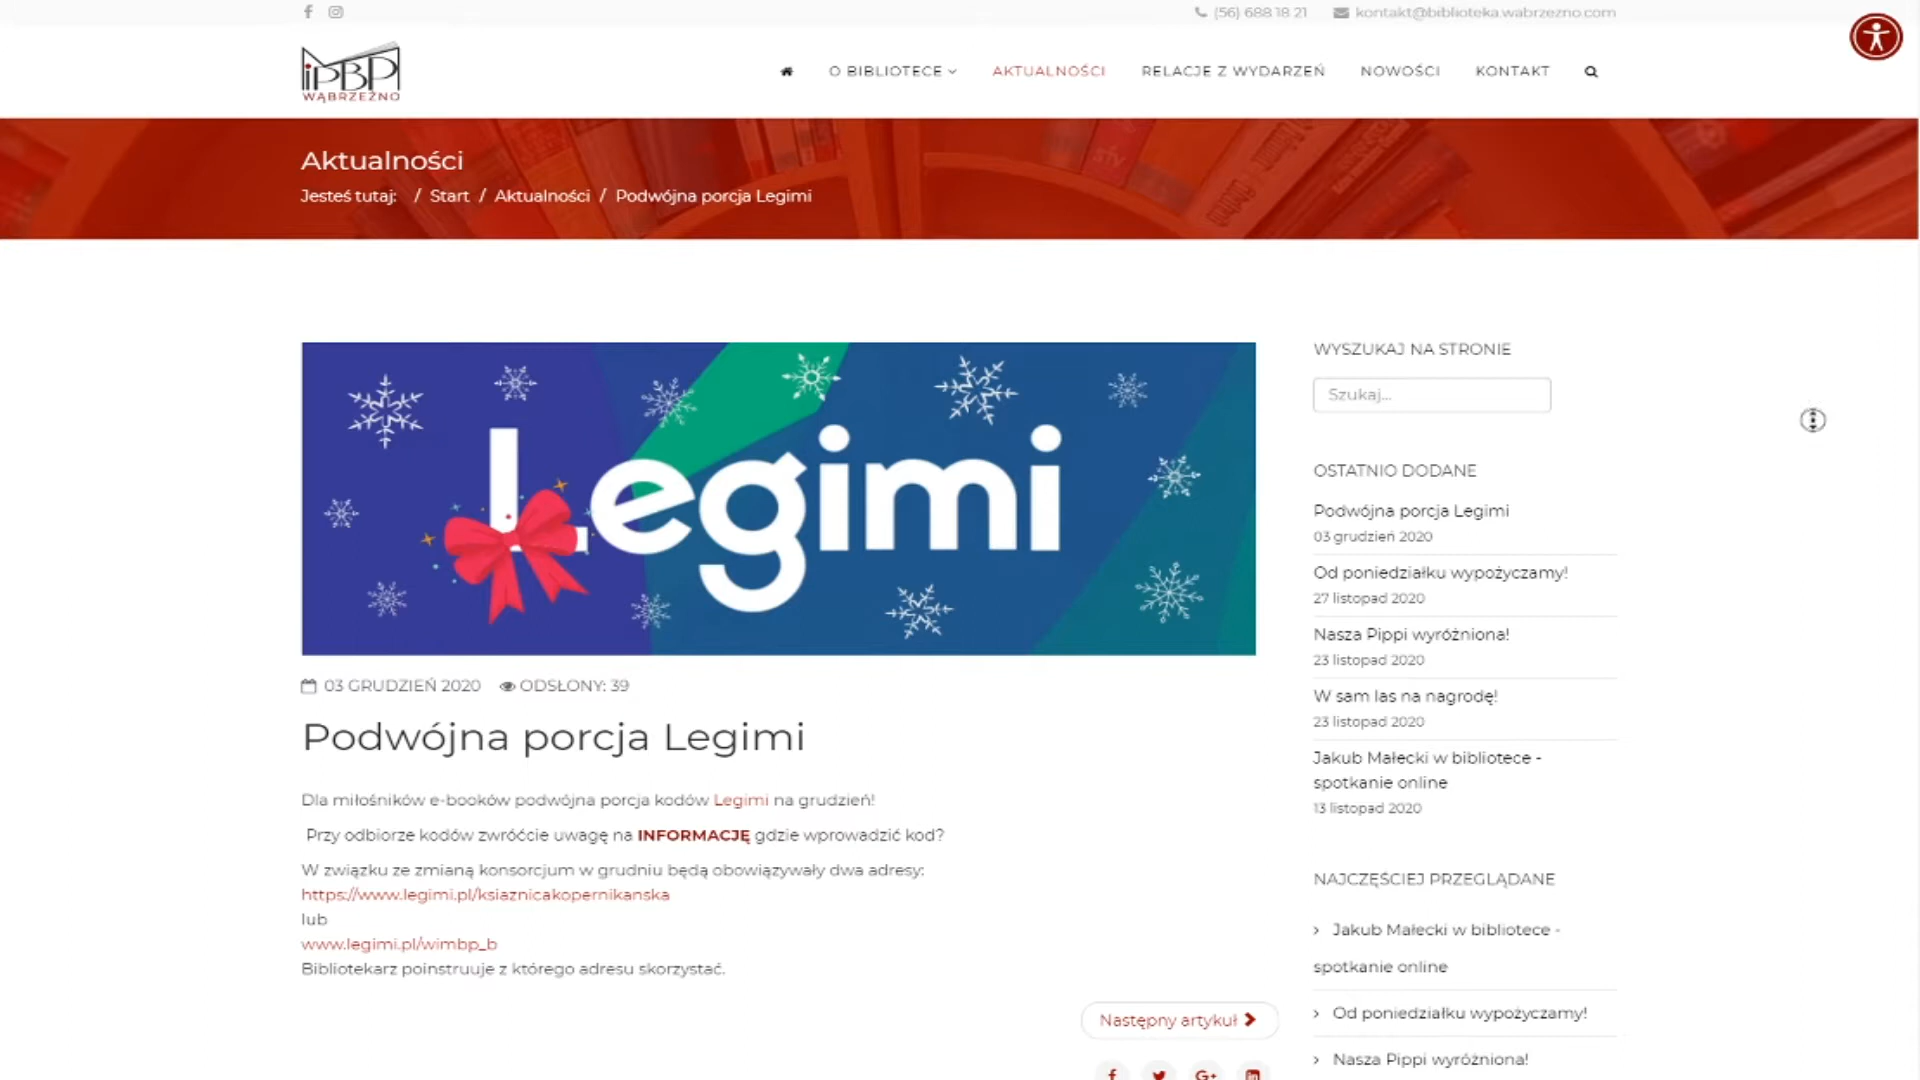 (56) 688 18 21
kontakt@biblioteka.wabrzezno.com
iPBP
WĄBRZEŹNO
O BIBLIOTECE
AKTUALNOŚCI
RELACJE Z WYDARZEŃ
NOWOŚCI
KONTAKT
Aktualności
Jesteś tutaj: / Start / Aktualności / Podwójna porcja Legimi
Legimi
03 GRUDZIEŃ 2020 ODSŁONY: 39
Podwójna porcja Legimi
Dla miłośników e-booków podwójna porcja kodów Legimi na grudzień!
Przy odbiorze kodów zwróćcie uwagę na INFORMACJĘ gdzie wprowadzić kod?
W związku ze zmianą konsorcjum w grudniu będą obowiązywały dwa adresy:
https://www.legimi.pl/ksiaznicakopernikanska
lub
www.legimi.pl/wimbp_b
Bibliotekarz poinstruuje z którego adresu skorzystać.
Następny artykuł
WYSZUKAJ NA STRONIE
Szukaj...
OSTATNIO DODANE
Podwójna porcja Legimi
03 grudzień 2020
Od poniedziałku wypożyczamy!
27 listopad 2020
Nasza Pippi wyróżniona!
23 listopad 2020
W sam las na nagrodę!
23 listopad 2020
Jakub Małecki w bibliotece -
spotkanie online
13 listopad 2020
NAJCZĘŚCIEJ PRZEGLĄDANE
Jakub Małecki w bibliotece -
spotkanie online
Od poniedziałku wypożyczamy!
Nasza Pippi wyróżniona!